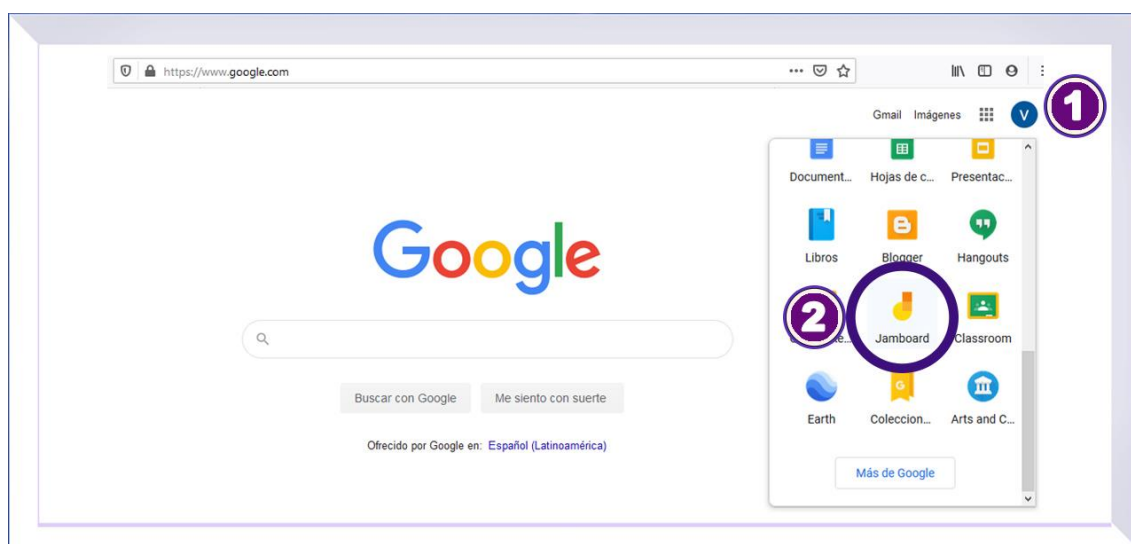 https://www.google.com
Gmail Imágenes V 1
Document... Hojas de c... Presentac...
Libros Blogger Hangouts
Google
2
Jamboard Classroom
Earth Coleccion... Arts and C...
Buscar con Google Me siento con suerte
Ofrecido por Google en: Español (Latinoamérica)
Más de Google